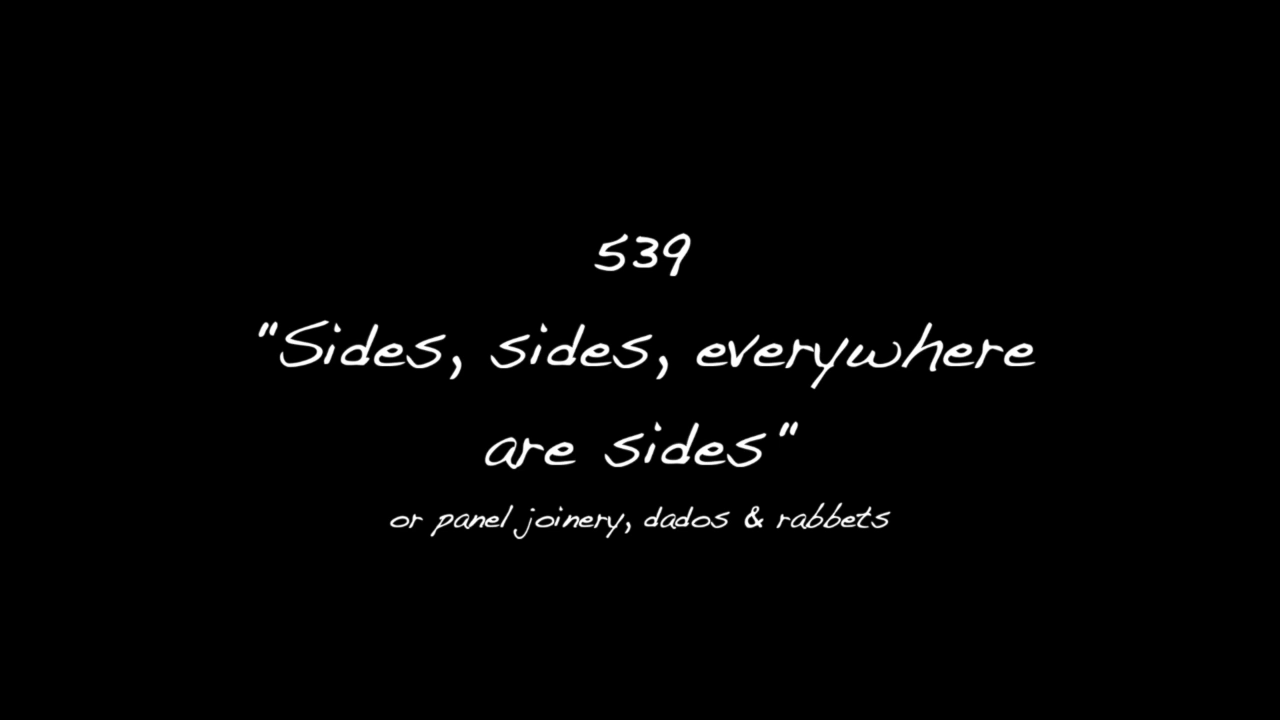 539
"Sides, sides, everywhere
are sides"
or panel joinery, dados & rabbets